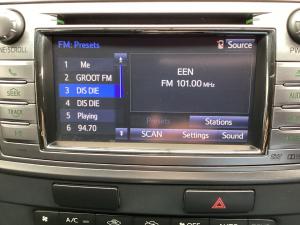 FM: Presets
Source
1 Me
2 GROOT FM
3 DIS DIE
4 DIS DIE
5 Playing
6 94.70
EEN
FM 101.00 MHz
Presets
Stations
SCAN
Settings
Sound
SEEK
TRACK
A/C